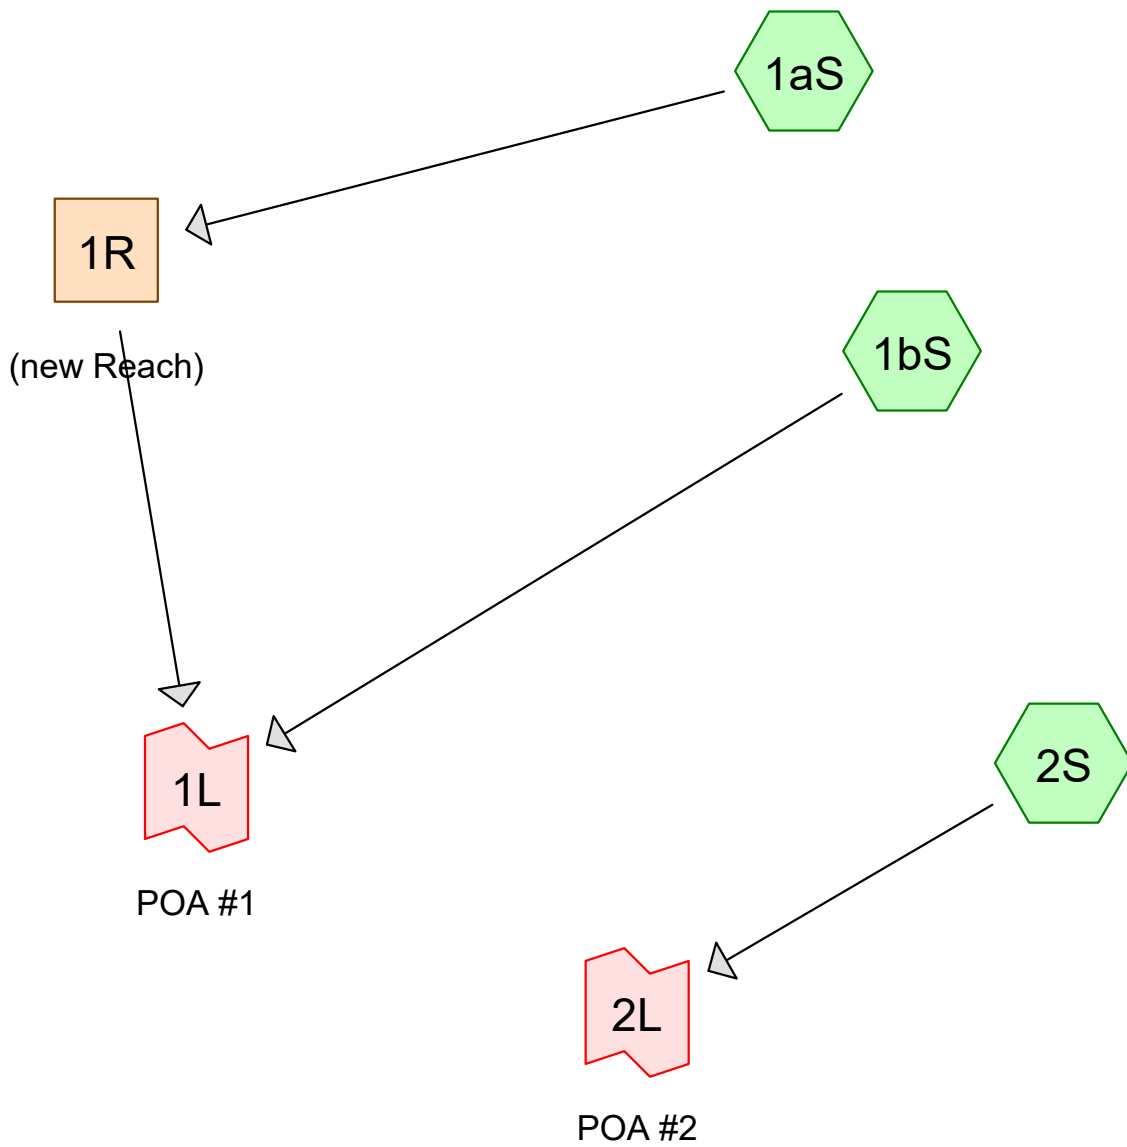 1aS
1R
(new Reach)
1bS
1L
POA #1
2S
2L
POA #2